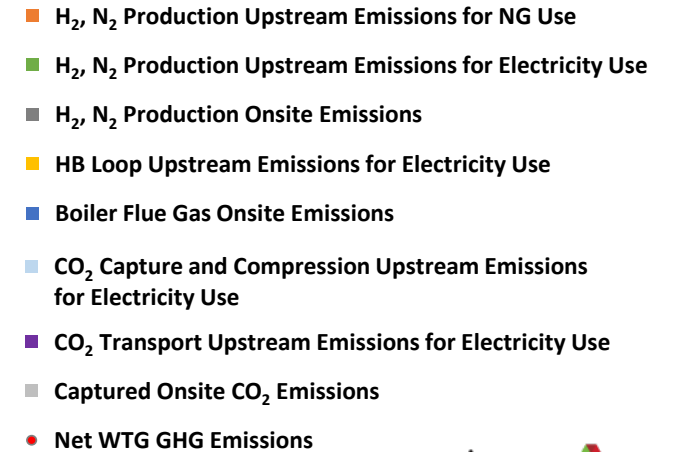 H₂, N₂ Production Upstream Emissions for NG Use
H₂, N₂ Production Upstream Emissions for Electricity Use
H₂, N₂ Production Onsite Emissions
HB Loop Upstream Emissions for Electricity Use
Boiler Flue Gas Onsite Emissions
CO₂ Capture and Compression Upstream Emissions
for Electricity Use
CO₂ Transport Upstream Emissions for Electricity Use
Captured Onsite CO₂ Emissions
Net WTG GHG Emissions